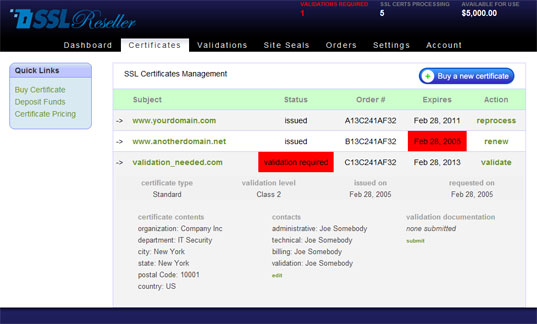 SSL Reseller
VALIDATIONS REQUIRED SSL CERTS PROCESSING AVAILABLE FOR USE
1 5 $5,000.00
Dashboard Certificates Validations Site Seals Orders Settings Account
Quick Links
Buy Certificate
Deposit Funds
Certificate Pricing
SSL Certificates Management
+ Buy a new certificate
Subject Status Order # Expires Action
-> www.yourdomain.com issued A13C241AF32 Feb 28, 2011 reprocess
-> www.anotherdomain.net issued B13C241AF32 Feb 28, 2005 renew
-> validation_needed.com validation required C13C241AF32 Feb 28, 2013 validate
certificate type validation level issued on requested on
Standard Class 2 Feb 28, 2005 Feb 28, 2005
certificate contents
organization: Company Inc
department: IT Security
city: New York
state: New York
postal Code: 10001
country: US
contacts
administrative: Joe Somebody
technical: Joe Somebody
billing: Joe Somebody
validation: Joe Somebody
edit
validation documentation
none submitted
submit